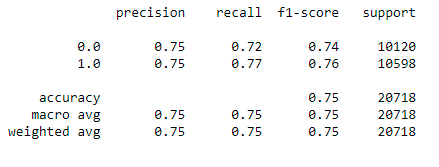 precision recall f1-score support
0.0 0.75 0.72 0.74 10120
1.0 0.75 0.77 0.76 10598
accuracy 0.75 20718
macro avg 0.75 0.75 0.75 20718
weighted avg 0.75 0.75 0.75 20718